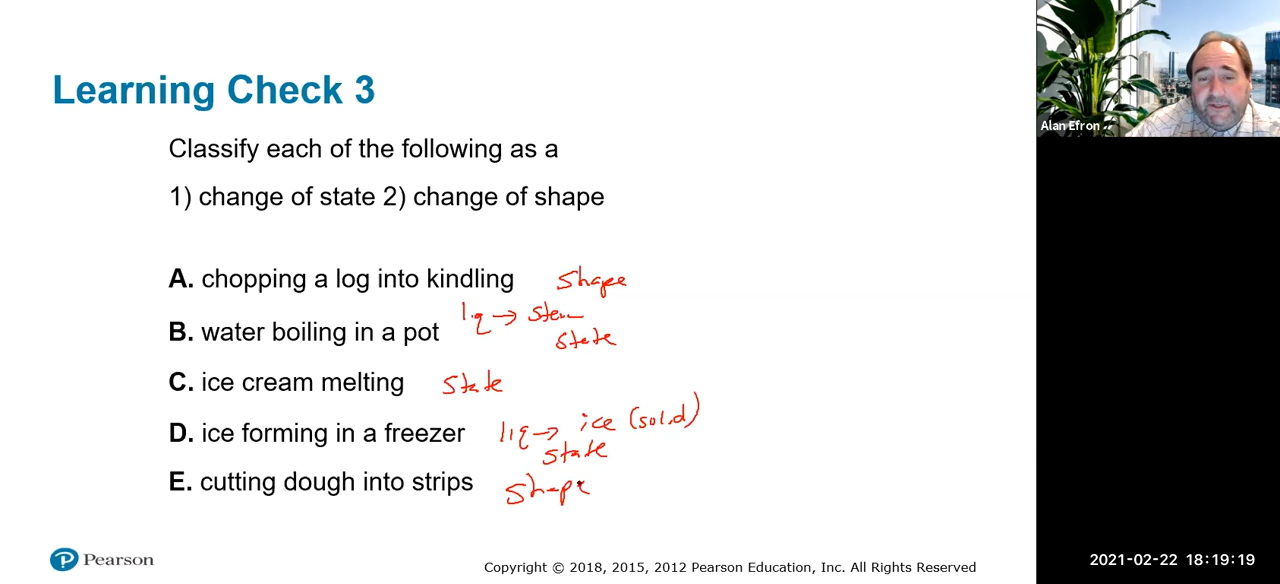 Learning Check 3
Alan Efron
Classify each of the following as a
1) change of state 2) change of shape
A. chopping a log into kindling shape
liq → stem
B. water boiling in a pot
state
C. ice cream melting state
D. ice forming in a freezer liq → ice (solid)
state
E. cutting dough into strips shape
Pearson
Copyright © 2018, 2015, 2012 Pearson Education, Inc. All Rights Reserved
2021-02-22 18:19:19